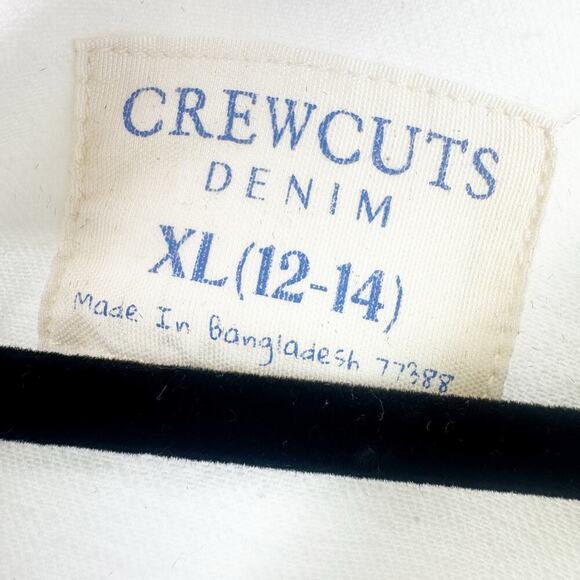 CREWCUTS
DENIM
XL(12-14)
Made In Bangladesh 77388